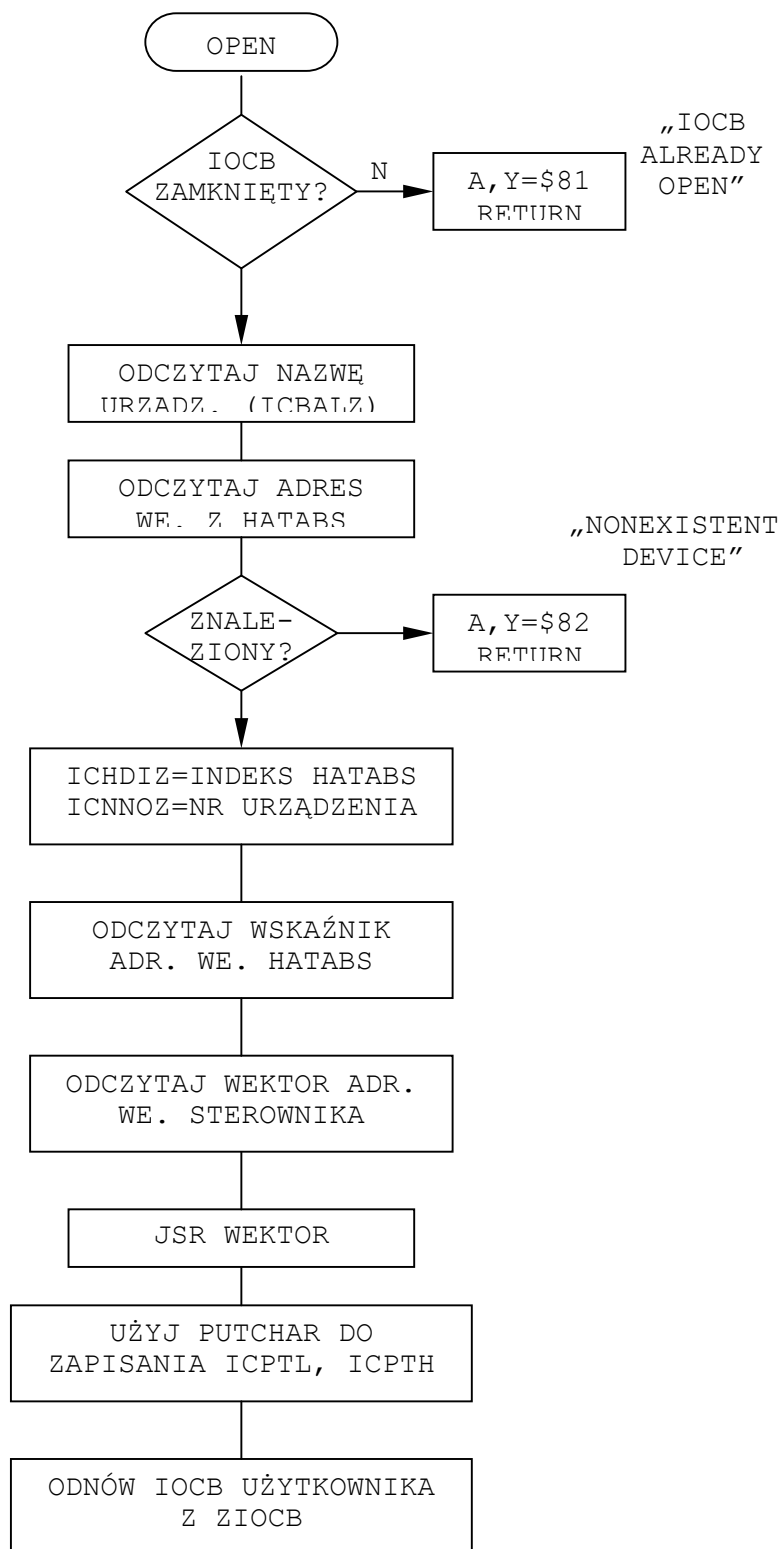 OPEN
IOCB
ZAMKNIĘTY?
N
A,Y=$81
RETURN
„IOCB
ALREADY
OPEN”
ODCZYTAJ NAZWĘ
URZĄDZ. (ICBALZ)
ODCZYTAJ ADRES
WE. Z HATABS
ZNALE-
ZIONY?
A,Y=$82
RETURN
„NONEXISTENT
DEVICE”
ICHDIZ=INDEKS HATABS
ICNNOZ=NR URZĄDZENIA
ODCZYTAJ WSKAŹNIK
ADR. WE. HATABS
ODCZYTAJ WEKTOR ADR.
WE. STEROWNIKA
JSR WEKTOR
UŻYJ PUTCHAR DO
ZAPISANIA ICPTL, ICPTH
ODNÓW IOCB UŻYTKOWNIKA
Z ZIOCB